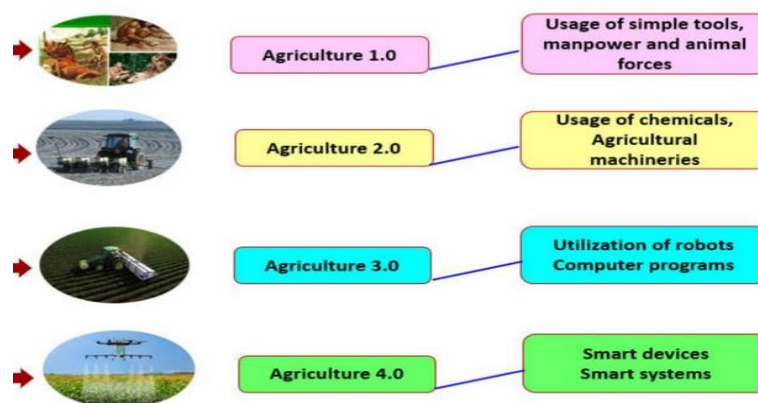 Agriculture 1.0
Usage of simple tools,
manpower and animal
forces
Agriculture 2.0
Usage of chemicals,
Agricultural
machineries
Agriculture 3.0
Utilization of robots
Computer programs
Agriculture 4.0
Smart devices
Smart systems